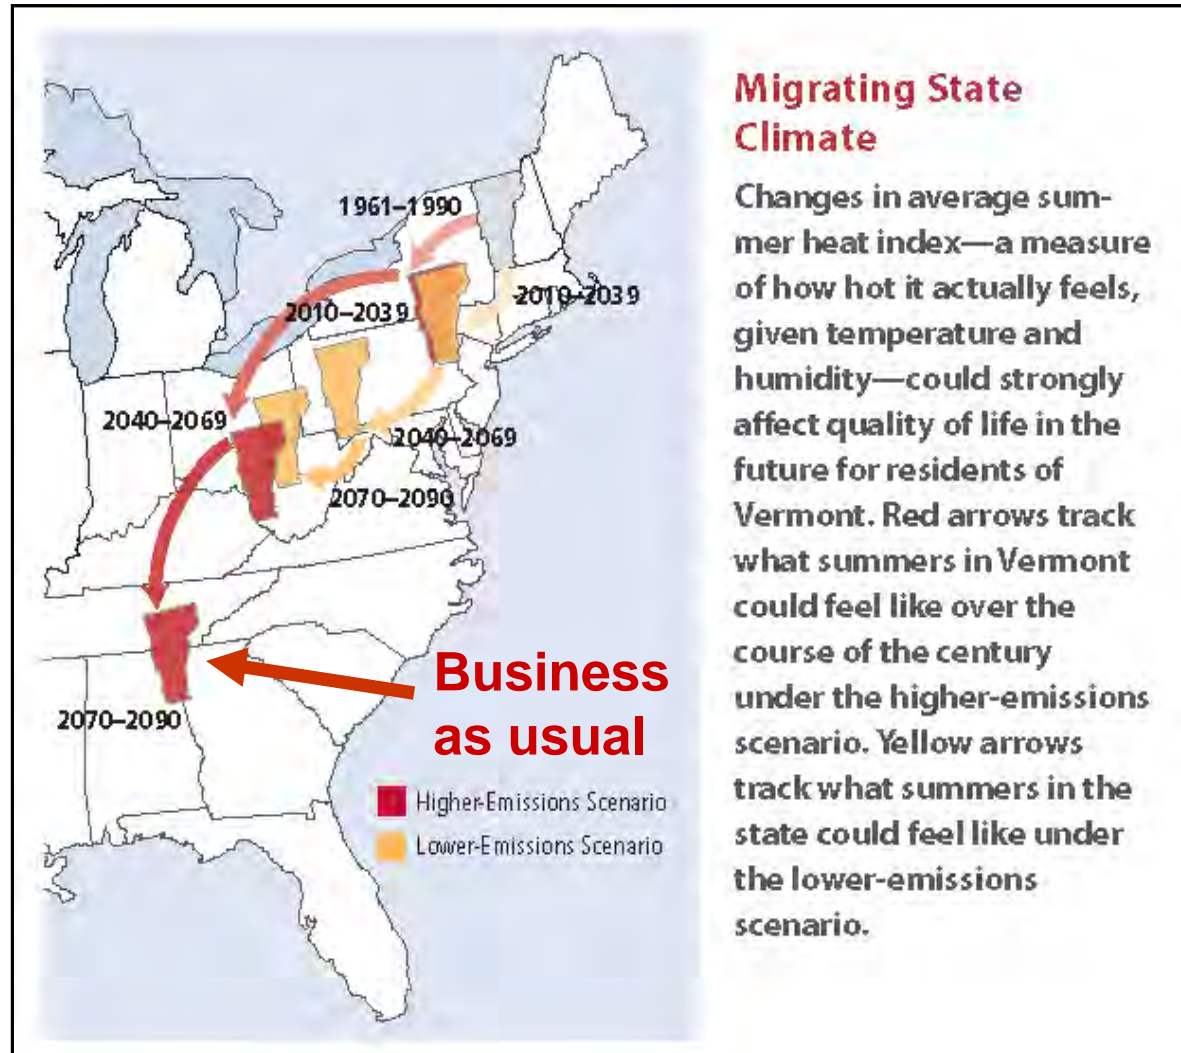 Migrating State
Climate
Changes in average sum-
mer heat index—a measure
of how hot it actually feels,
given temperature and
humidity—could strongly
affect quality of life in the
future for residents of
Vermont. Red arrows track
what summers in Vermont
could feel like over the
course of the century
under the higher-emissions
scenario. Yellow arrows
track what summers in the
state could feel like under
the lower-emissions
scenario.
1961–1990
2010–2039
2010–2039
2040–2069
2040–2069
2070–2090
2070–2090
Business
as usual
Higher-Emissions Scenario
Lower-Emissions Scenario